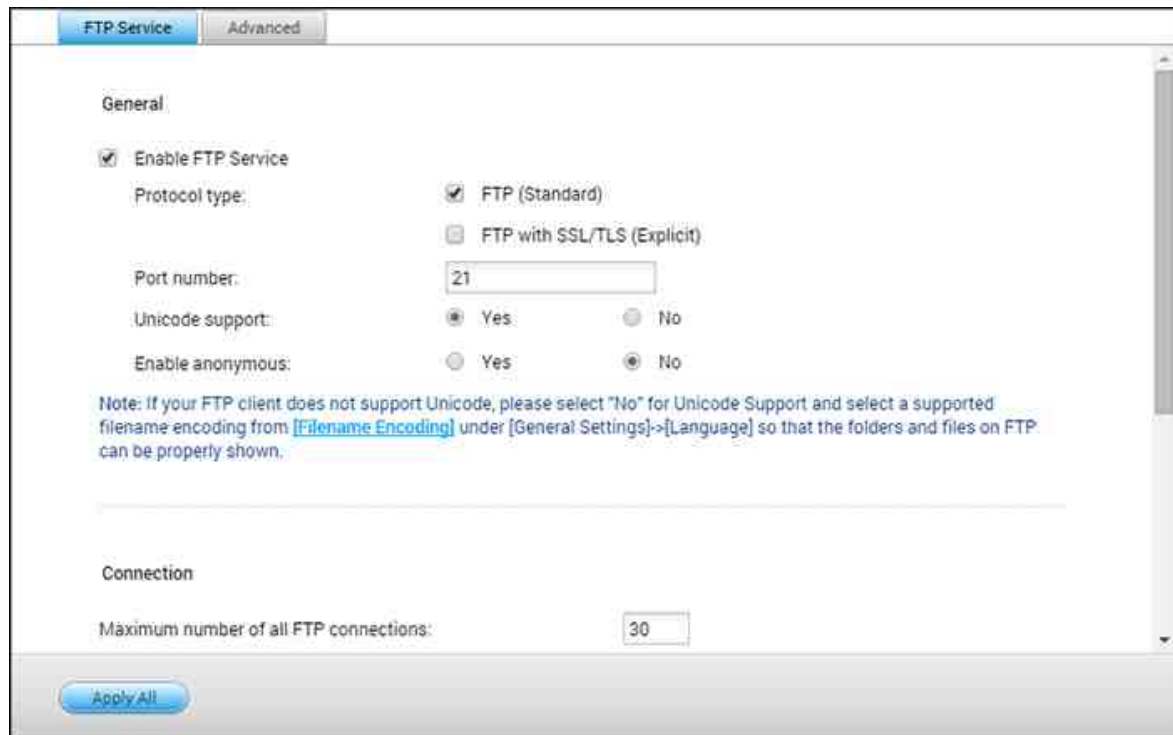 FTP Service
Advanced
General
Enable FTP Service
Protocol type:
FTP (Standard)
FTP with SSL/TLS (Explicit)
Port number:
21
Unicode support:
Yes
No
Enable anonymous:
Yes
No
Note: If your FTP client does not support Unicode, please select "No" for Unicode Support and select a supported
filename encoding from [Filename Encoding] under [General Settings]->[Language] so that the folders and files on FTP
can be properly shown.
Connection
Maximum number of all FTP connections:
30
Apply All